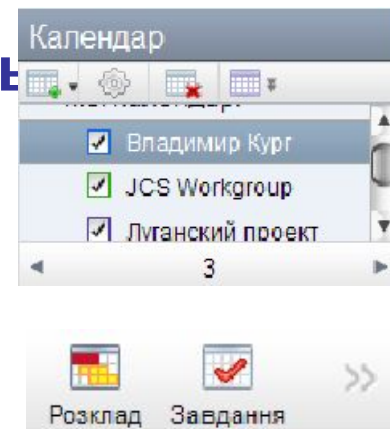 Календар
ы
Владимир Кург
JCS Workgroup
Луганский проект
3
Розклад Завдання